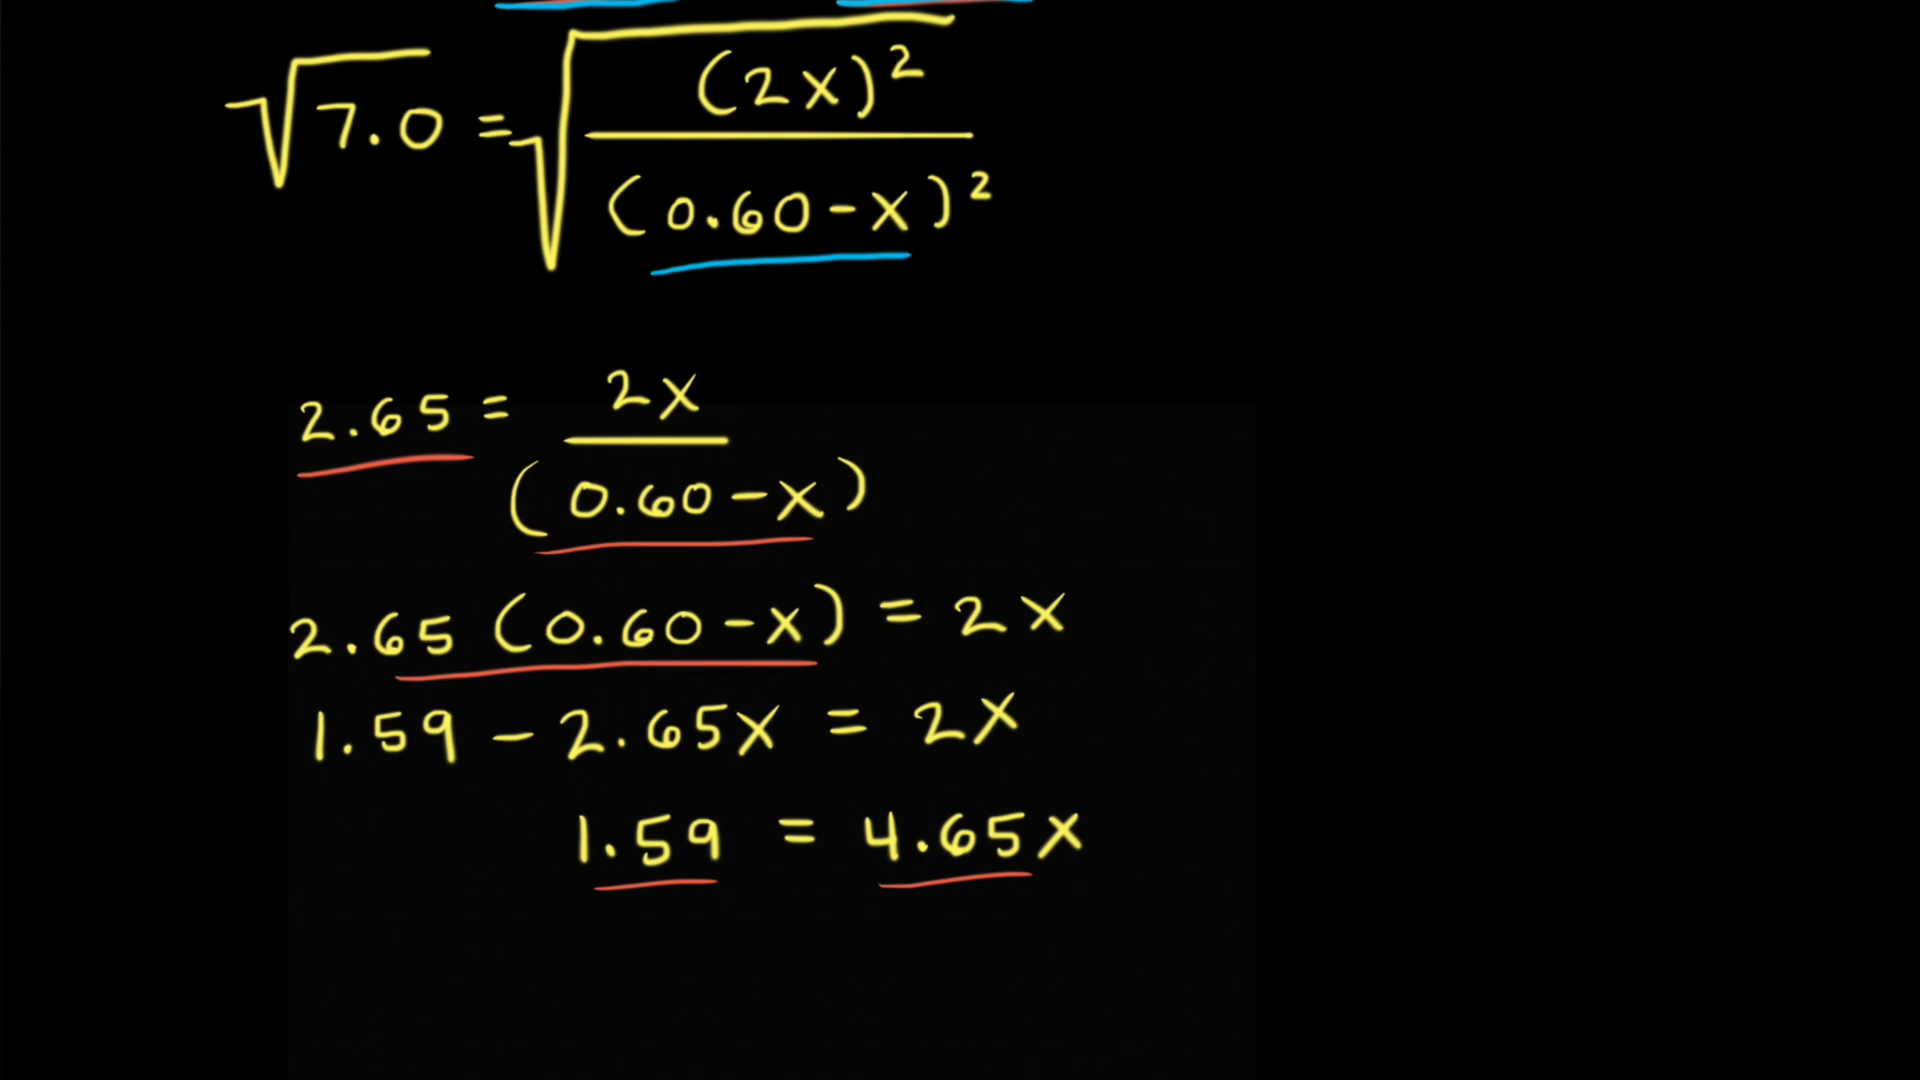 √7.0 = √((2x)² / (0.60 - x)²)
2.65 = 2x / (0.60 - x)
2.65 (0.60 - x) = 2x
1.59 - 2.65x = 2x
1.59 = 4.65x